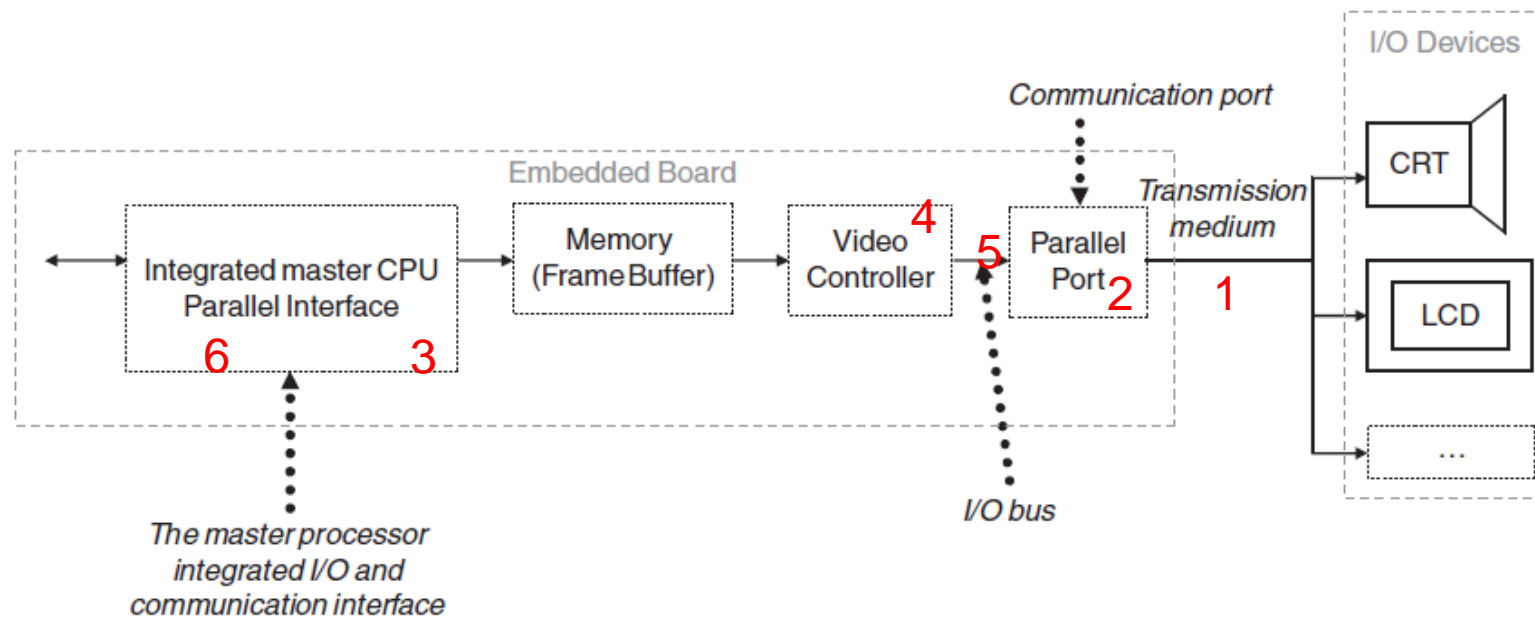 I/O Devices
Communication port
Embedded Board
CRT
Transmission
medium
Integrated master CPU
Parallel Interface
6
3
Memory
(Frame Buffer)
Video
Controller
4
5
Parallel
Port
2
1
LCD
...
I/O bus
The master processor
integrated I/O and
communication interface